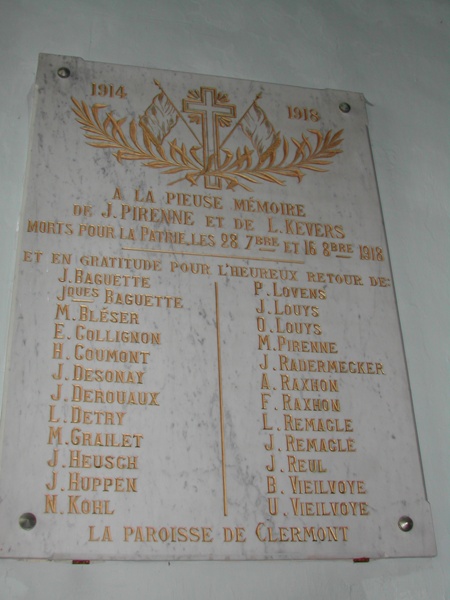 1914 1918
A LA PIEUSE MÉMOIRE
DE J. PIRENNE ET DE L. KEVERS
MORTS POUR LA PATRIE, LES 28 7BRE ET 16 8BRE 1918
ET EN GRATITUDE POUR L'HEUREUX RETOUR DE:
J. BAGUETTE
JQUES BAGUETTE
M. BLÉSER
E. COLLIGNON
H. COUMONT
J. DESONAY
J. DEROUAUX
L. DETRY
M. GRAILET
J. HEUSCH
J. HUPPEN
N. KOHL
P. LOVENS
J. LOUYS
O. LOUYS
M. PIRENNE
J. RADERMECKER
A. RAXHON
F. RAXHON
L. REMACLE
J. REMACLE
J. REUL
B. VIEILVOYE
U. VIEILVOYE
LA PAROISSE DE CLERMONT